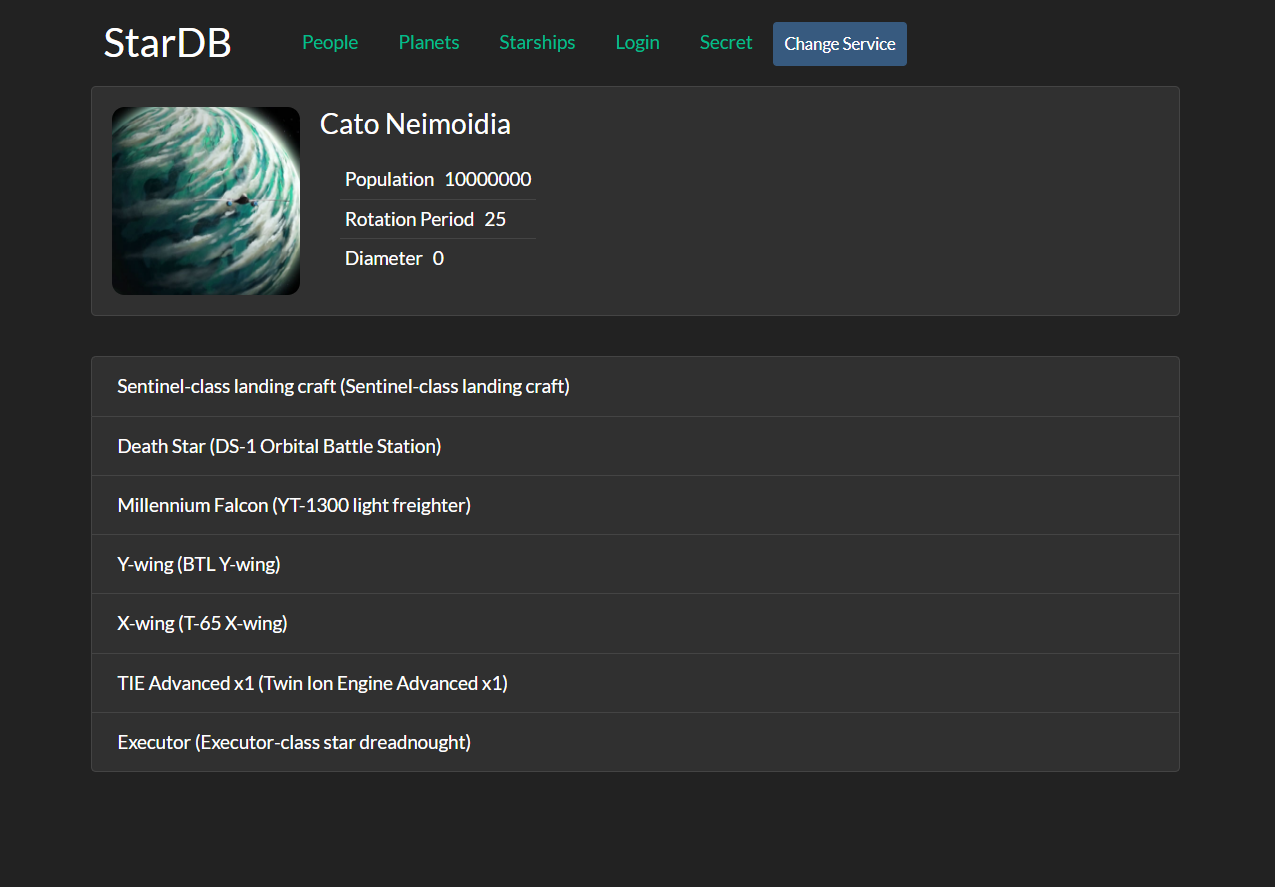 StarDB People Planets Starships Login Secret Change Service
Cato Neimoidia
Population 10000000
Rotation Period 25
Diameter 0
Sentinel-class landing craft (Sentinel-class landing craft)
Death Star (DS-1 Orbital Battle Station)
Millennium Falcon (YT-1300 light freighter)
Y-wing (BTL Y-wing)
X-wing (T-65 X-wing)
TIE Advanced x1 (Twin Ion Engine Advanced x1)
Executor (Executor-class star dreadnought)